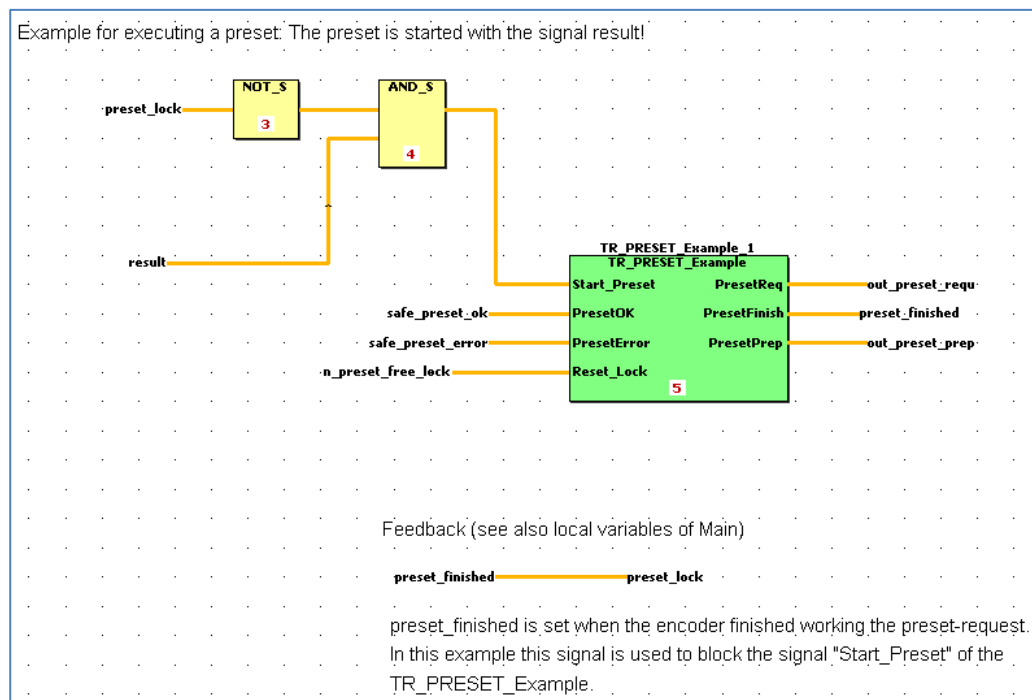 Example for executing a preset: The preset is started with the signal result!
NOT_S
AND_S
preset_lock
3
4
result
TR_PRESET_Example_1
TR_PRESET_Example
Start_Preset PresetReq out_preset_requ
safe_preset_ok PresetOK PresetFinish preset_finished
safe_preset_error PresetError PresetPrep out_preset_prep
n_preset_free_lock Reset_Lock
5
Feedback (see also local variables of Main)
preset_finished preset_lock
preset_finished is set when the encoder finished working the preset-request.
In this example this signal is used to block the signal "Start_Preset" of the
TR_PRESET_Example.